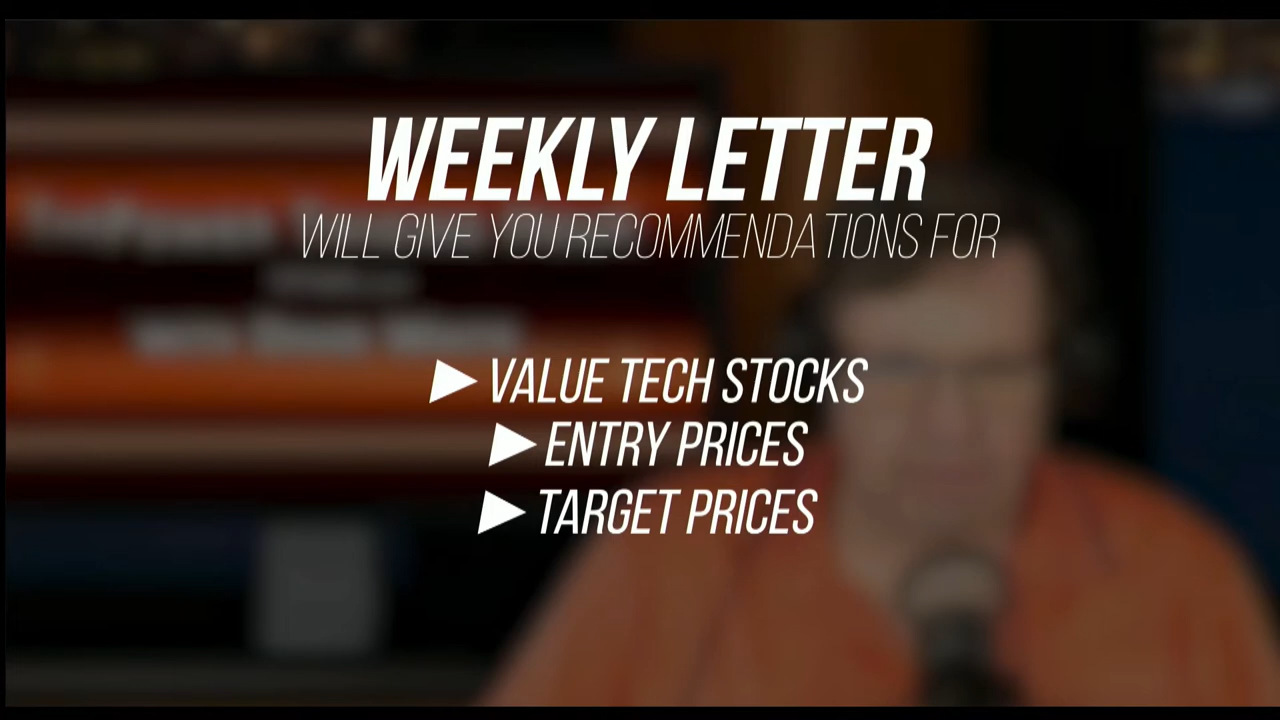 WEEKLY LETTER
WILL GIVE YOU RECOMMENDATIONS FOR
► VALUE TECH STOCKS
► ENTRY PRICES
► TARGET PRICES